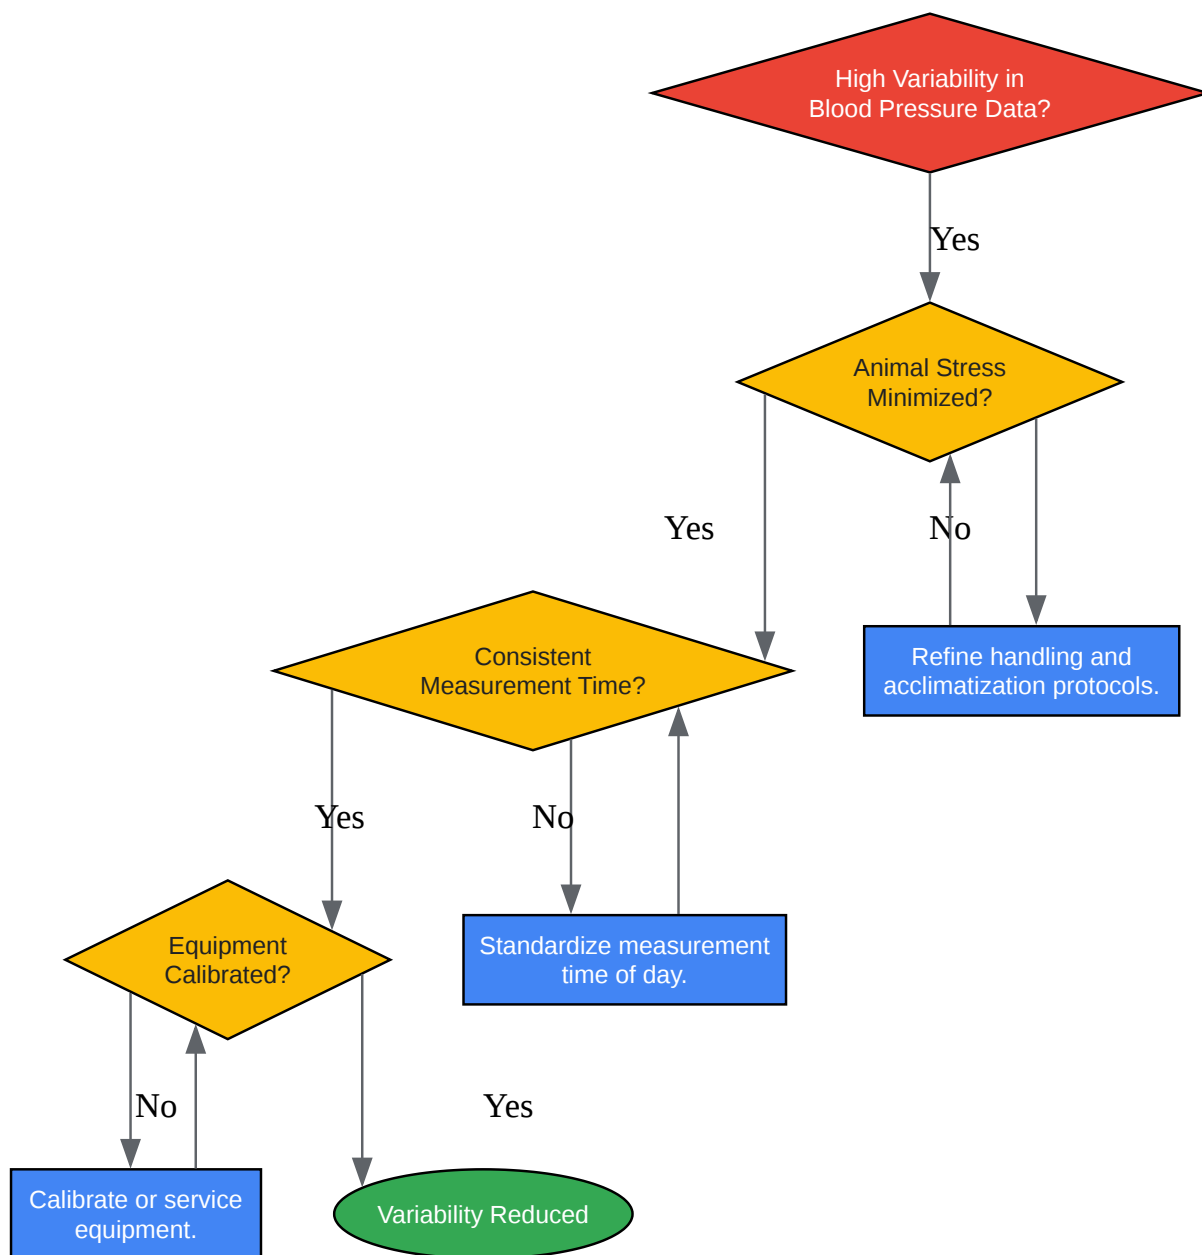 High Variability in
Blood Pressure Data?
Yes
Animal Stress
Minimized?
Yes
No
Consistent
Measurement Time?
Refine handling and
acclimatization protocols.
Yes
No
Equipment
Calibrated?
Standardize measurement
time of day.
No
Yes
Calibrate or service
equipment.
Variability Reduced